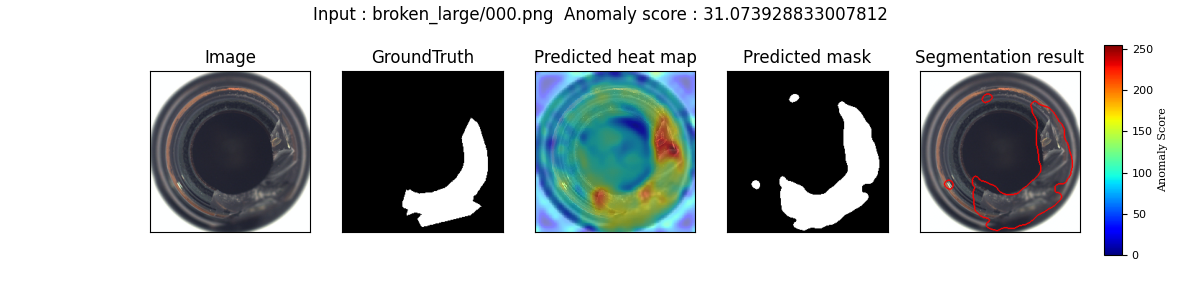 Input : broken_large/000.png  Anomaly score : 31.073928833007812
Image
GroundTruth
Predicted heat map
Predicted mask
Segmentation result
250
200
150
100
50
0
Anomaly Score